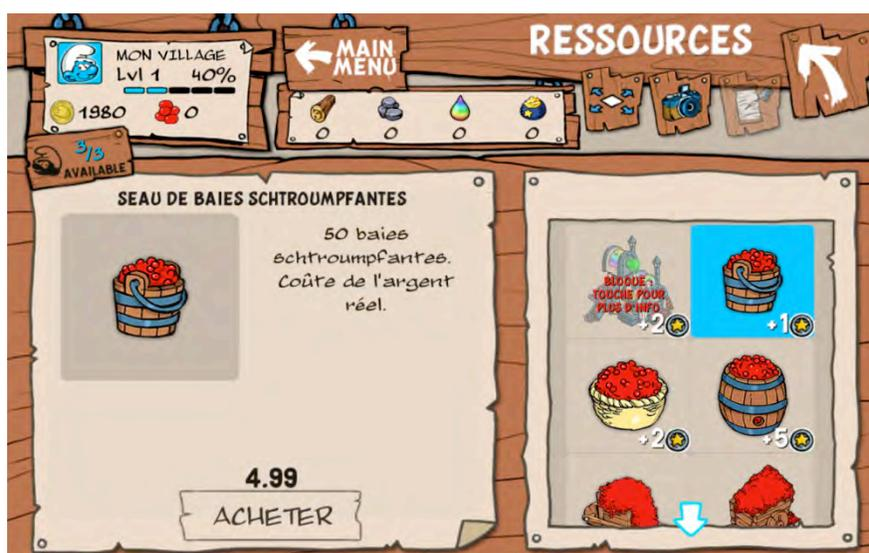 MON VILLAGE
Lvl 1 40%
1980 0
MAIN
MENU
RESSOURCES
0 0 0 0
3/3
AVAILABLE
SEAU DE BAIES SCHTROUMPFANTES
50 baies
schtroumpfantes.
Coûte de l'argent
réel.
4.99
ACHETER
BLOQUE :
TOUCHE POUR
PLUS D'INFO
+2
+1
+2
+5